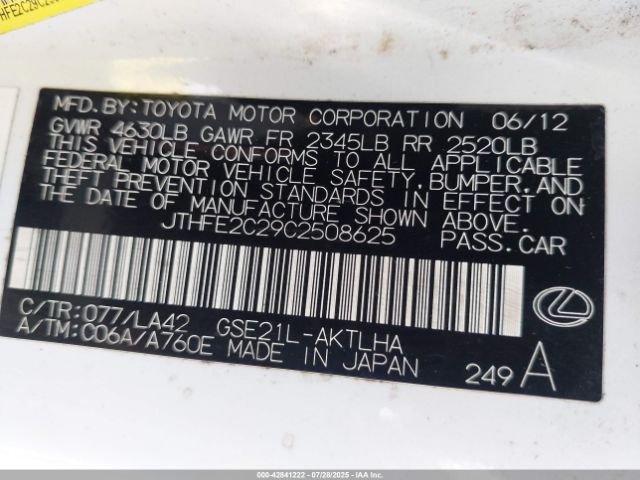 HFE2C29C25
MFD.BY:TOYOTA MOTOR CORPORATION 06/12
GVWR 4630LB GAWR FR 2345LB RR 2520LB
THIS VEHICLE CONFORMS TO ALL APPLICABLE
FEDERAL MOTOR VEHICLE SAFETY,BUMPER,AND
THEFT PREVENTION STANDARDS IN EFFECT ON
THE DATE OF MANUFACTURE SHOWN ABOVE.
JTHFE2C29C2508625 PASS.CAR
C/TR:077/LA42 GSE21L-AKTLHA
A/TM:C06A/A760E MADE IN JAPAN
249 A
000-42841222 | 07/28/2025 | IAA, Inc.